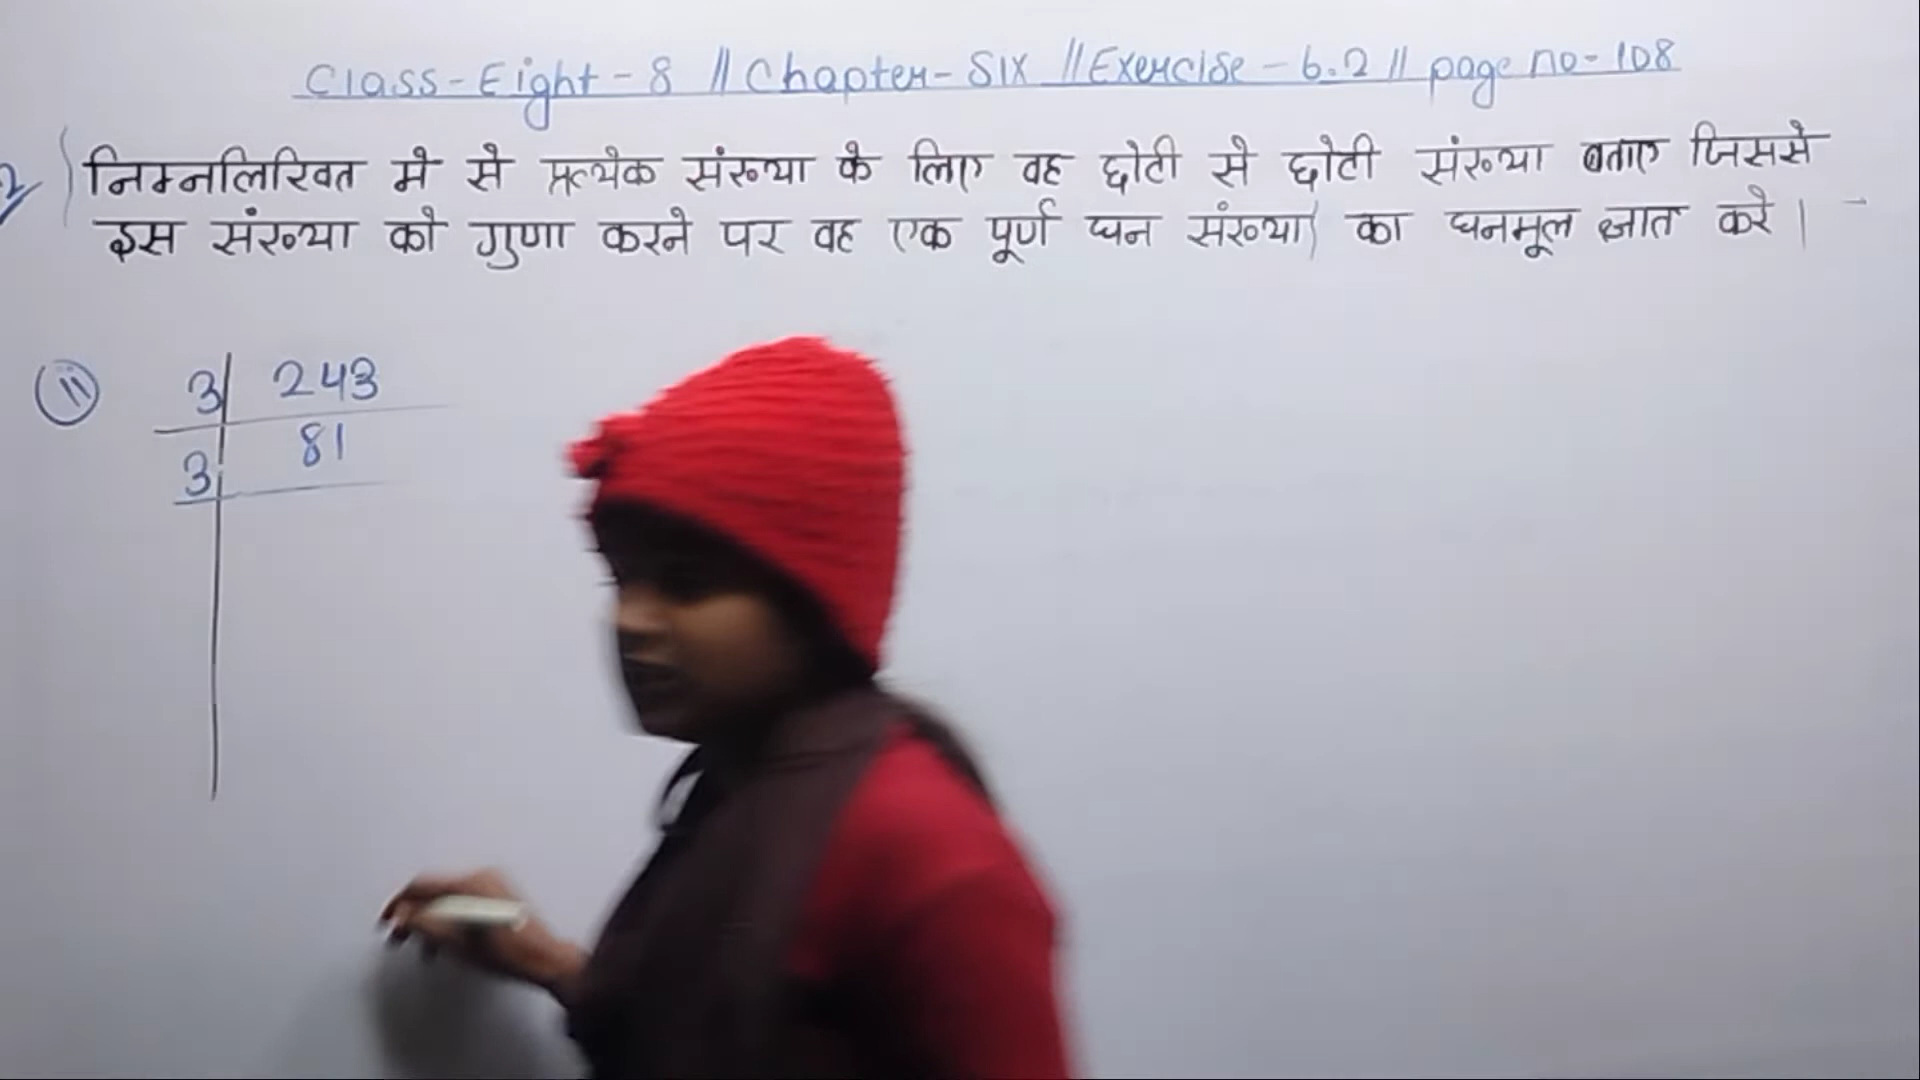 Class-Eight-8 || Chapter-Six || Exercise-6.2 || page no-108
2) निम्नलिखित मे से प्रत्येक संख्या के लिए वह छोटी से छोटी संख्या बताए जिससे
इस संख्या को गुणा करने पर वह एक पूर्ण घन संख्या का घनमूल ज्ञात करे।
ii 3 243
3 81